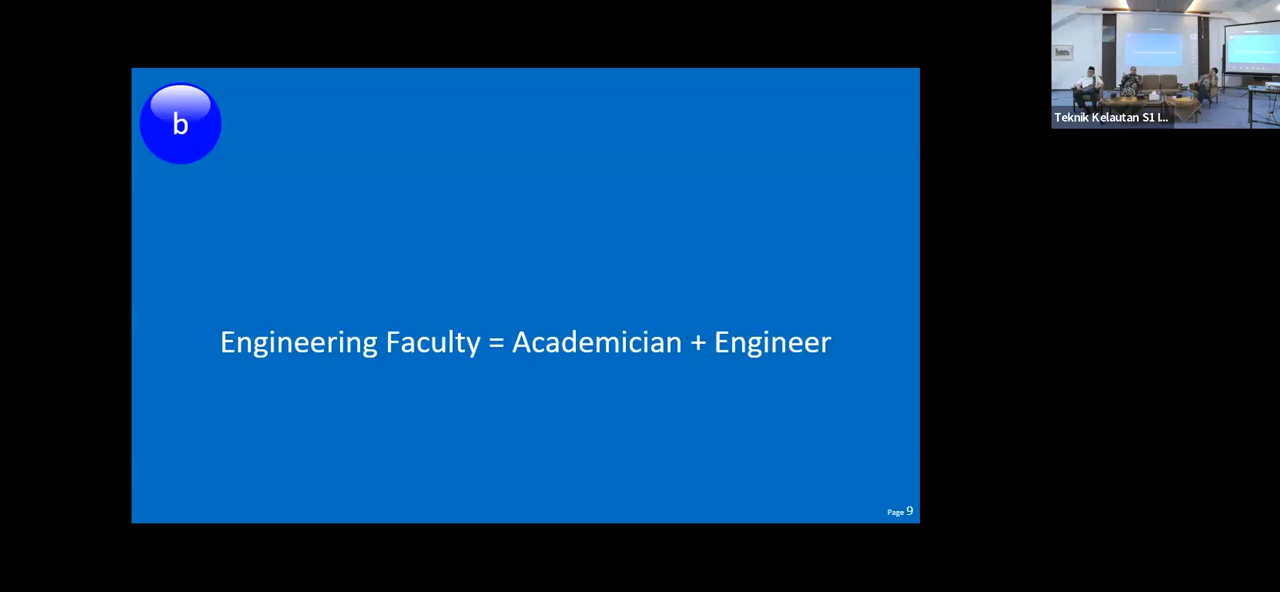 b
Teknik Kelautan S1 I...
Engineering Faculty = Academician + Engineer
Page 9